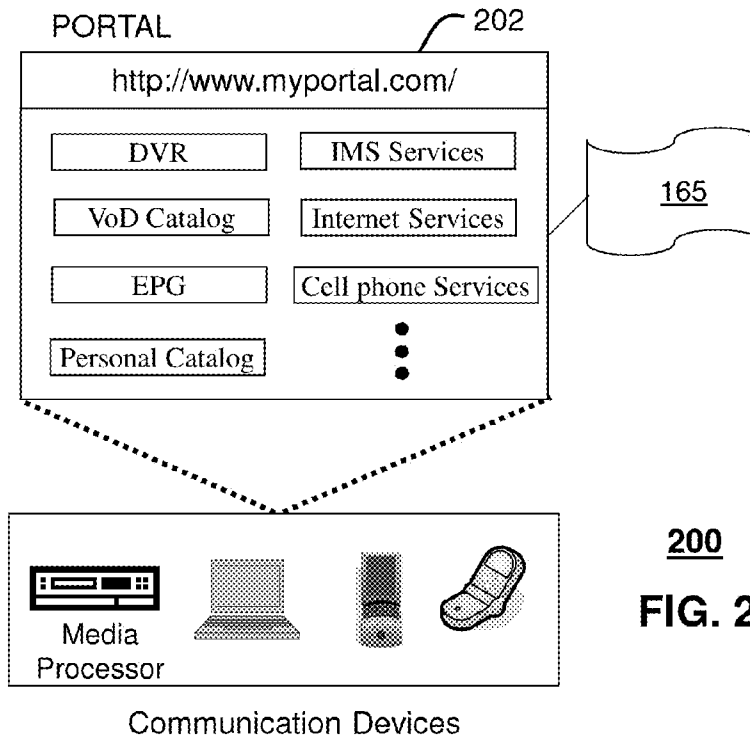 PORTAL
202
http://www.myportal.com/
DVR
IMS Services
VoD Catalog
Internet Services
165
EPG
Cell phone Services
Personal Catalog
Media
Processor
200
FIG. 2
Communication Devices